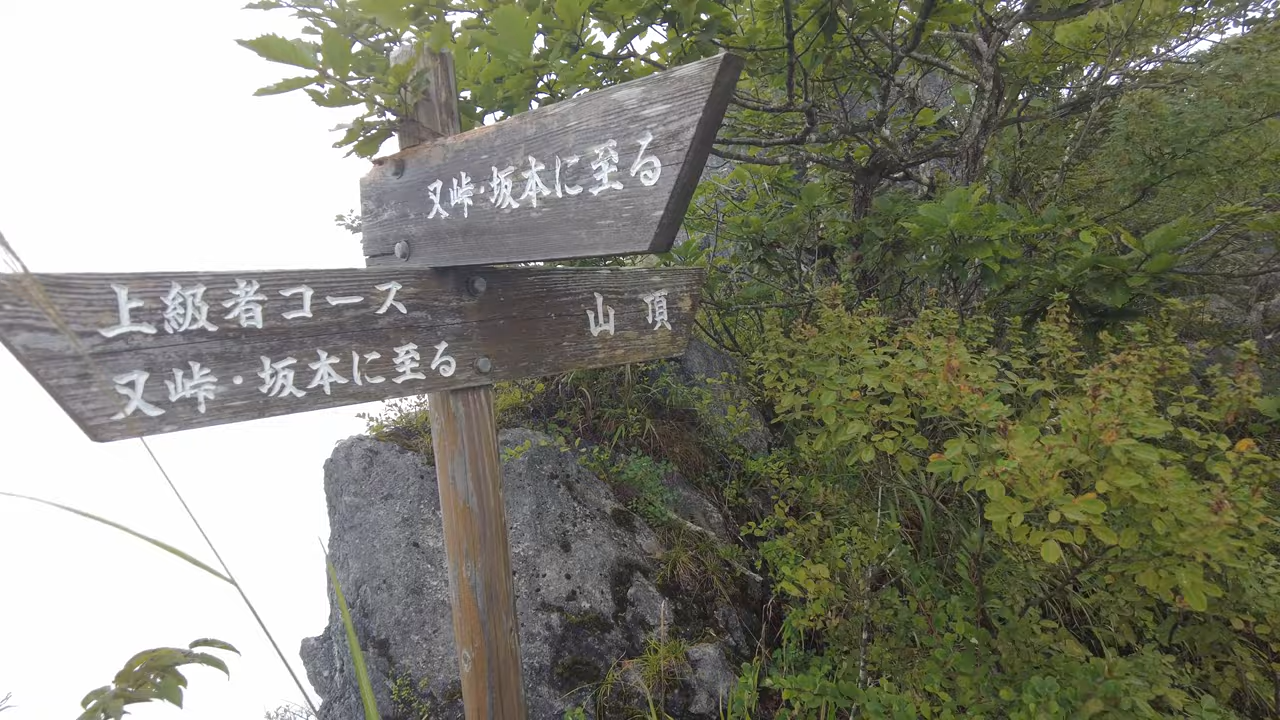 又峠・坂本に至る
上級者コース
又峠・坂本に至る
山頂